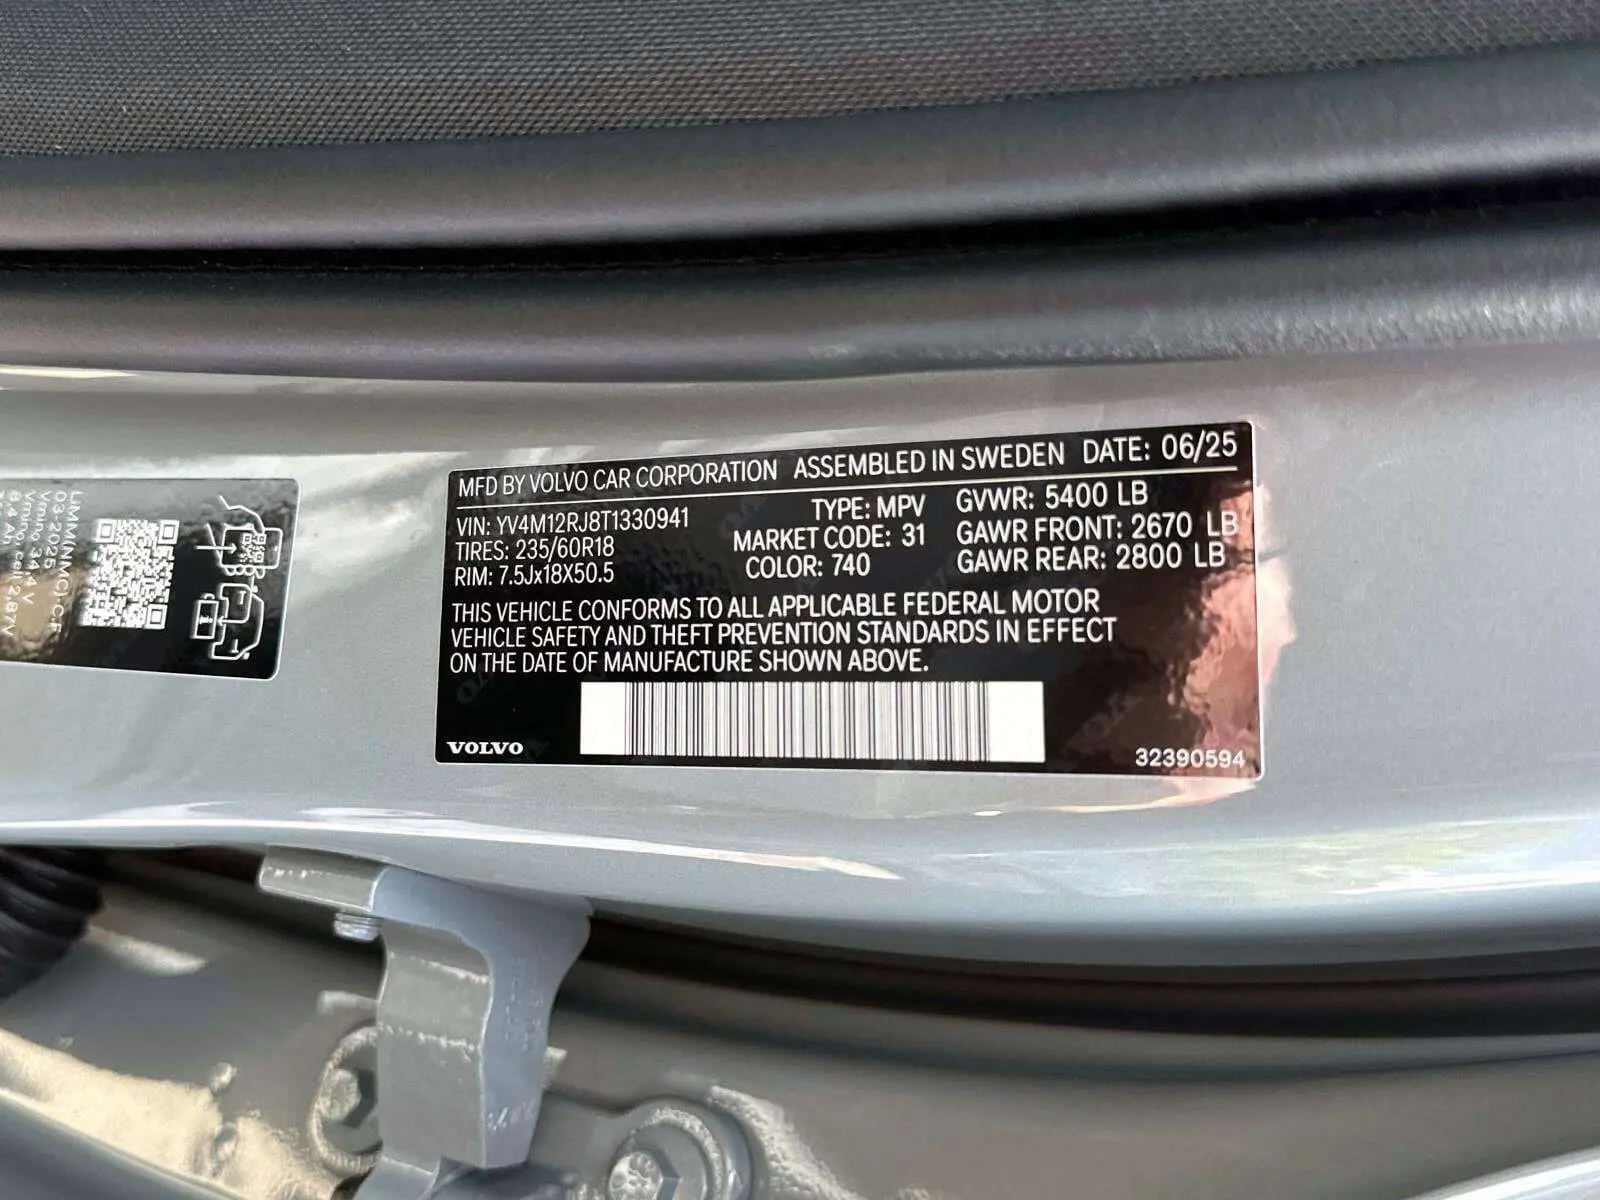 MFD BY VOLVO CAR CORPORATION ASSEMBLED IN SWEDEN DATE: 06/25
VIN: YV4M12RJ8T1330941 TYPE: MPV GVWR: 5400 LB
TIRES: 235/60R18 MARKET CODE: 31 GAWR FRONT: 2670 LB
RIM: 7.5Jx18X50.5 COLOR: 740 GAWR REAR: 2800 LB
THIS VEHICLE CONFORMS TO ALL APPLICABLE FEDERAL MOTOR
VEHICLE SAFETY AND THEFT PREVENTION STANDARDS IN EFFECT
ON THE DATE OF MANUFACTURE SHOWN ABOVE.
VOLVO 32390594
03-2025